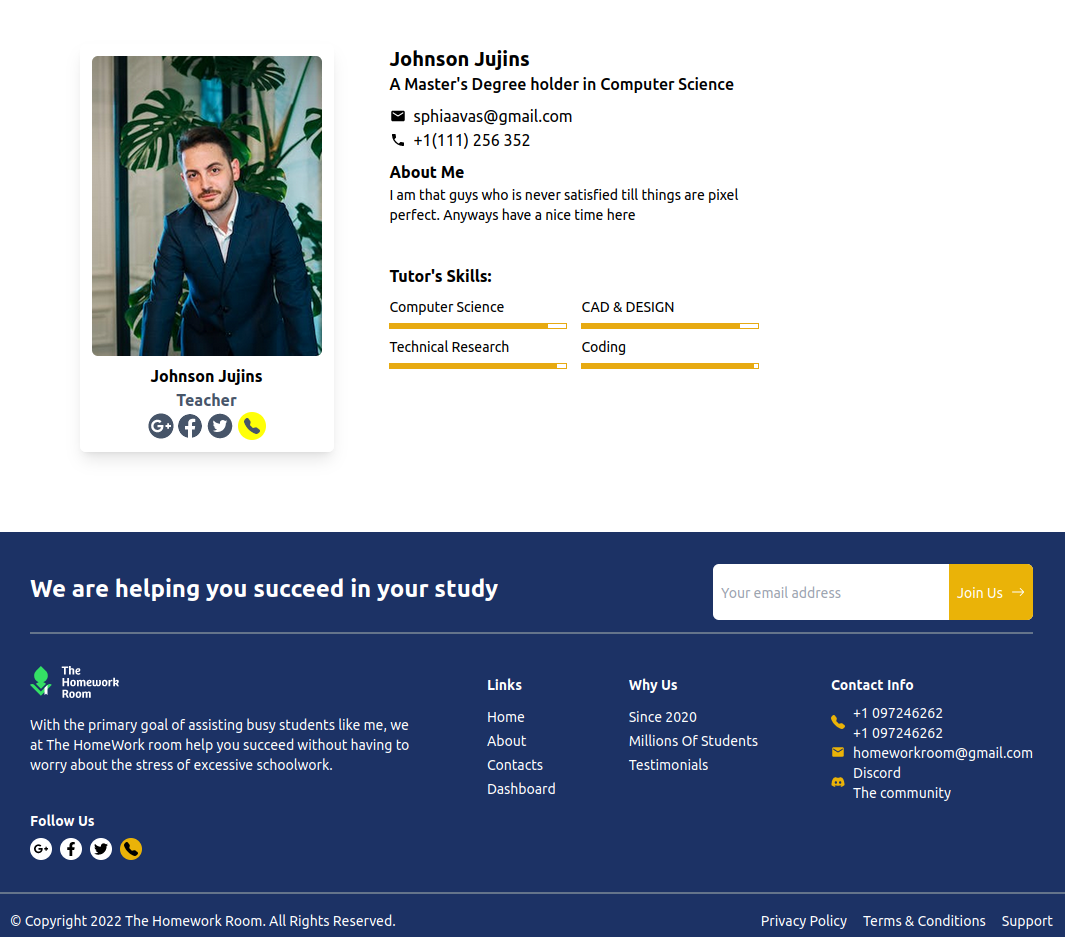 Johnson Jujins
A Master's Degree holder in Computer Science
sphiaavas@gmail.com
+1(111) 256 352
About Me
I am that guys who is never satisfied till things are pixel
perfect. Anyways have a nice time here
Tutor's Skills:
Computer Science
CAD & DESIGN
Technical Research
Coding
Johnson Jujins
Teacher
G+
We are helping you succeed in your study
Your email address
Join Us →
The
Homework
Room
With the primary goal of assisting busy students like me, we
at The HomeWork room help you succeed without having to
worry about the stress of excessive schoolwork.
Follow Us
G+
Links
Home
About
Contacts
Dashboard
Why Us
Since 2020
Millions Of Students
Testimonials
Contact Info
+1 097246262
+1 097246262
homeworkroom@gmail.com
Discord
The community
© Copyright 2022 The Homework Room. All Rights Reserved.
Privacy Policy
Terms & Conditions
Support